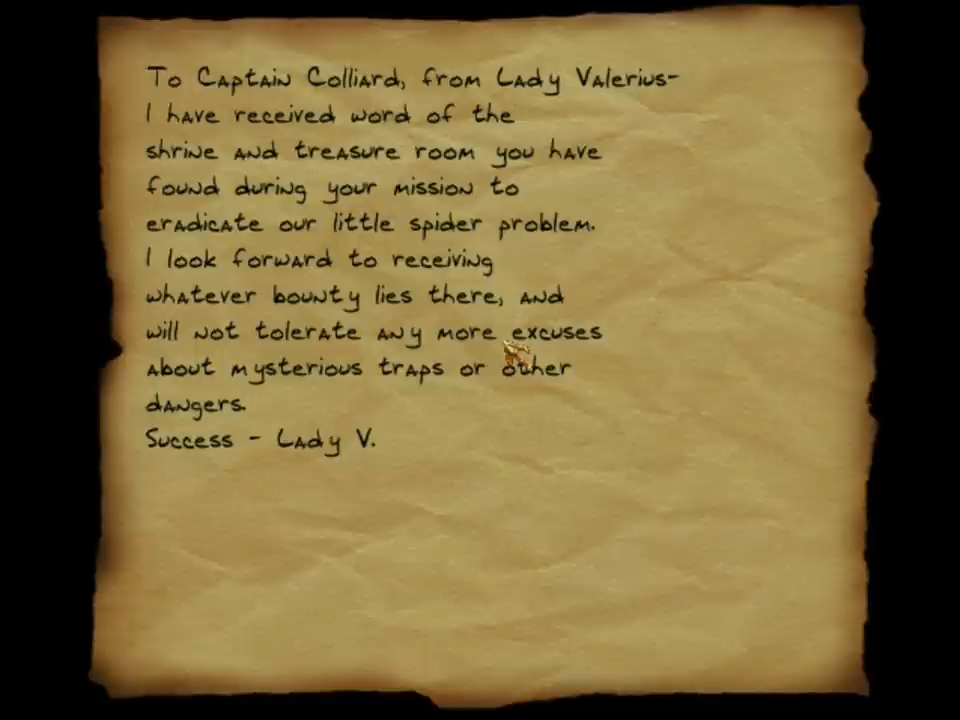 To Captain Colliard, from Lady Valerius-
I have received word of the
shrine and treasure room you have
found during your mission to
eradicate our little spider problem.
I look forward to receiving
whatever bounty lies there, and
will not tolerate any more excuses
about mysterious traps or other
dangers.
Success - Lady V.